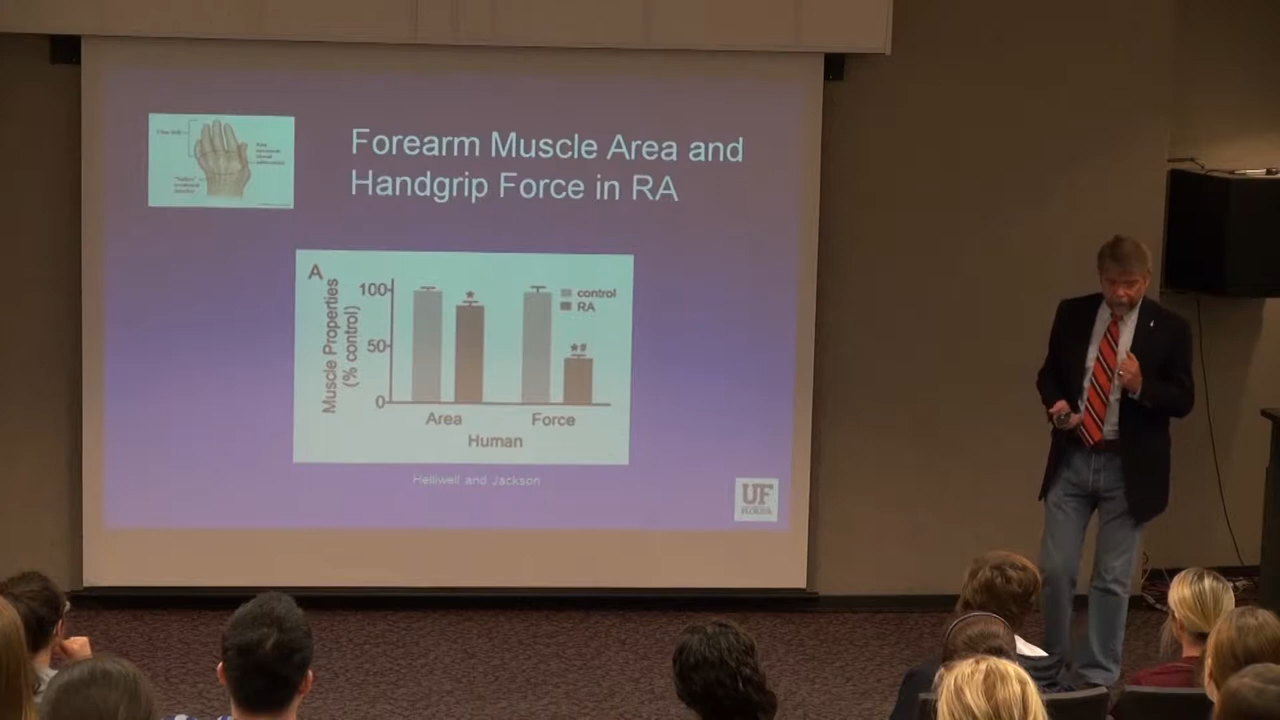 Forearm Muscle Area and
Handgrip Force in RA
A
Muscle Properties
(% control)
100
50
0
control
RA
*
*#
Area
Force
Human
Helliwell and Jackson
UF
FLORIDA